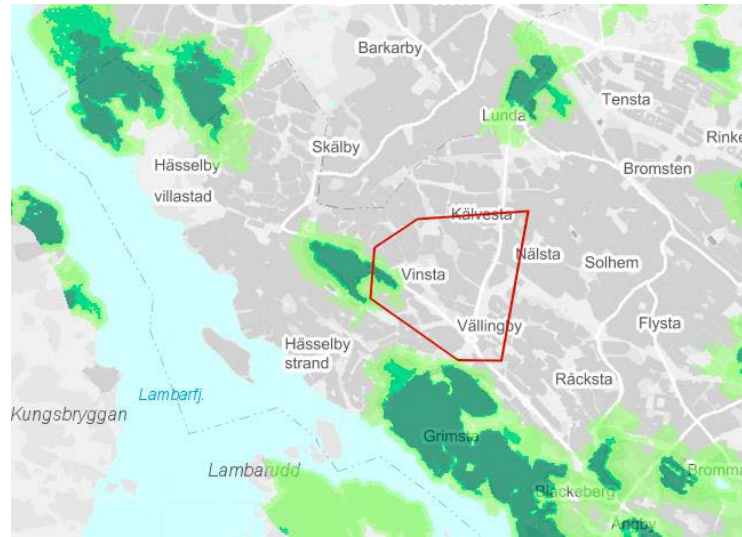 Barkarby
Tensta
Lunda
Rinke
Skälby
Bromsten
Hässelby
villastad
Kälvesta
Nälsta
Solhem
Vinsta
Flysta
Vällingby
Hässelby
strand
Råcksta
Lambarfj.
Kungsbryggan
Grimsta
Lambarudd
Bromma
Blackeberg
Ängby